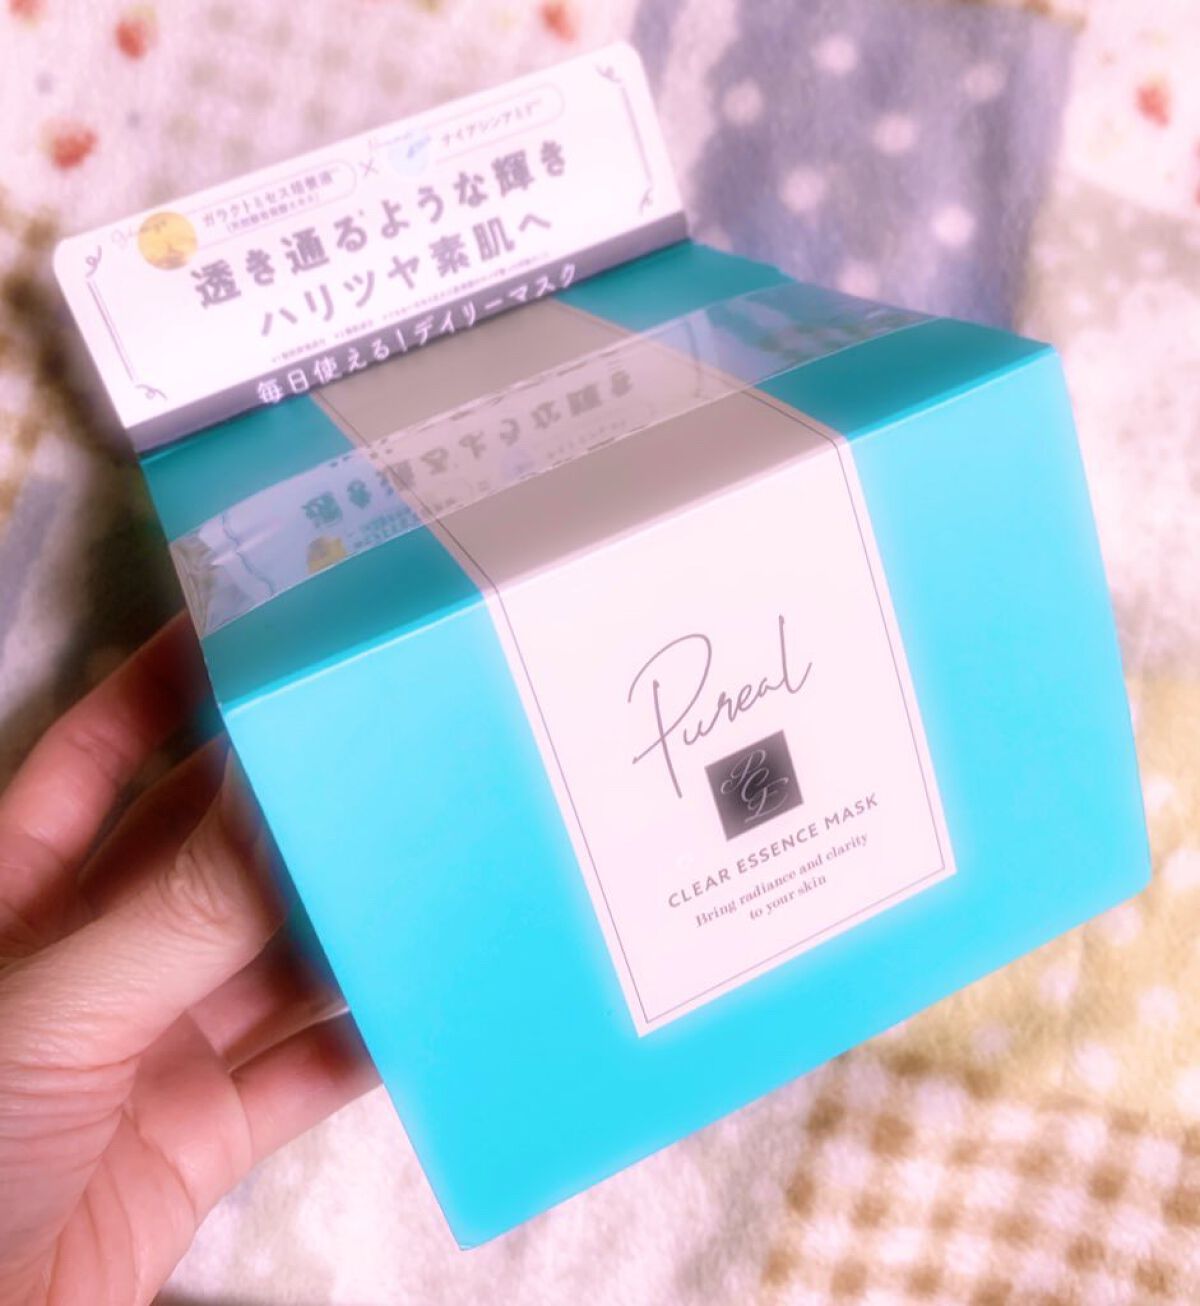 ガラクトミセス培養液
×
ナイアシンアミド
透き通るような輝き
ハリツヤ素肌へ
毎日使える！デイリーマスク
Pureal
PCE
CLEAR ESSENCE MASK
Bring radiance and clarity
to your skin